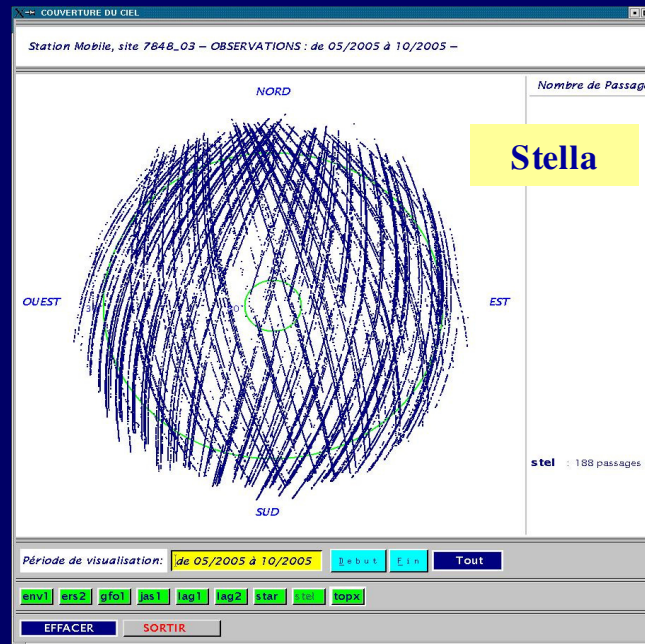 COUVERTURE DU CIEL
Station Mobile, site 7848_03 – OBSERVATIONS : de 05/2005 à 10/2005 –
Nombre de Passag
NORD
Stella
OUEST
EST
stel : 188 passages
SUD
Période de visualisation: de 05/2005 à 10/2005 Debut Fin Tout
env1 ers2 gfo1 jas1 lag1 lag2 star stel topx
EFFACER SORTIR